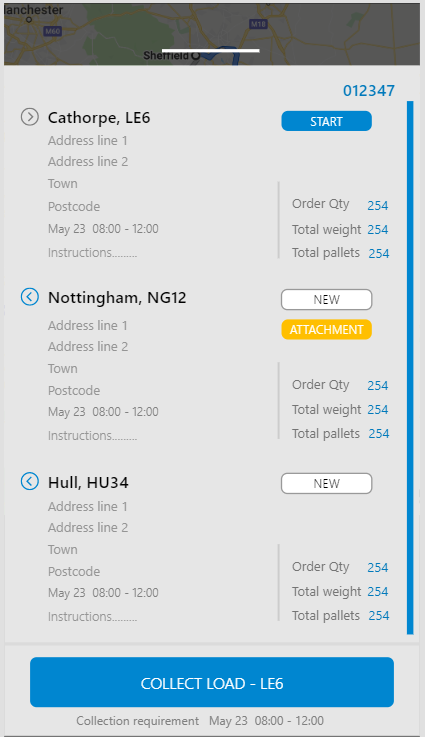 lanchester
M60
M18
Sheffield
012347
Cathorpe, LE6
START
Address line 1
Address line 2
Town
Postcode
May 23 08:00 - 12:00
Instructions.........
Order Qty 254
Total weight 254
Total pallets 254
Nottingham, NG12
NEW
ATTACHMENT
Address line 1
Address line 2
Town
Postcode
May 23 08:00 - 12:00
Instructions.........
Order Qty 254
Total weight 254
Total pallets 254
Hull, HU34
NEW
Address line 1
Address line 2
Town
Postcode
May 23 08:00 - 12:00
Instructions.........
Order Qty 254
Total weight 254
Total pallets 254
COLLECT LOAD - LE6
Collection requirement May 23 08:00 - 12:00